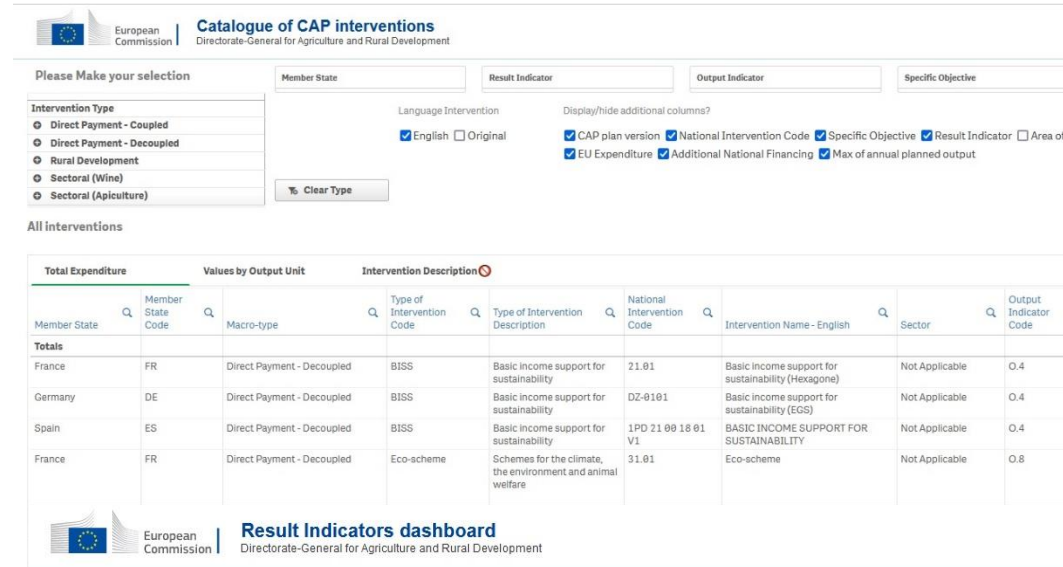 European
Commission
Catalogue of CAP interventions
Directorate-General for Agriculture and Rural Development
Please Make your selection
Member State
Result Indicator
Output Indicator
Specific Objective
Intervention Type
Direct Payment - Coupled
Direct Payment - Decoupled
Rural Development
Sectoral (Wine)
Sectoral (Apiculture)
Language Intervention
English Original
Display/hide additional columns?
CAP plan version National Intervention Code Specific Objective Result Indicator Area of
EU Expenditure Additional National Financing Max of annual planned output
Clear Type
All interventions
Total Expenditure Values by Output Unit Intervention Description
Member State
Member
State
Code
Macro-type
Type of
Intervention
Code
Type of Intervention
Description
National
Intervention
Code
Intervention Name - English
Sector
Output
Indicator
Code
Totals
France FR Direct Payment - Decoupled BISS Basic income support for 21.01 Basic income support for Not Applicable O.4
sustainability sustainability (Hexagone)
Germany DE Direct Payment - Decoupled BISS Basic income support for DZ-0101 Basic income support for Not Applicable O.4
sustainability sustainability (EGS)
Spain ES Direct Payment - Decoupled BISS Basic income support for 1PD 21 00 18 01 BASIC INCOME SUPPORT FOR Not Applicable O.4
sustainability V1 SUSTAINABILITY
France FR Direct Payment - Decoupled Eco-scheme Schemes for the climate, 31.01 Eco-scheme Not Applicable O.8
the environment and animal
welfare
European
Commission
Result Indicators dashboard
Directorate-General for Agriculture and Rural Development